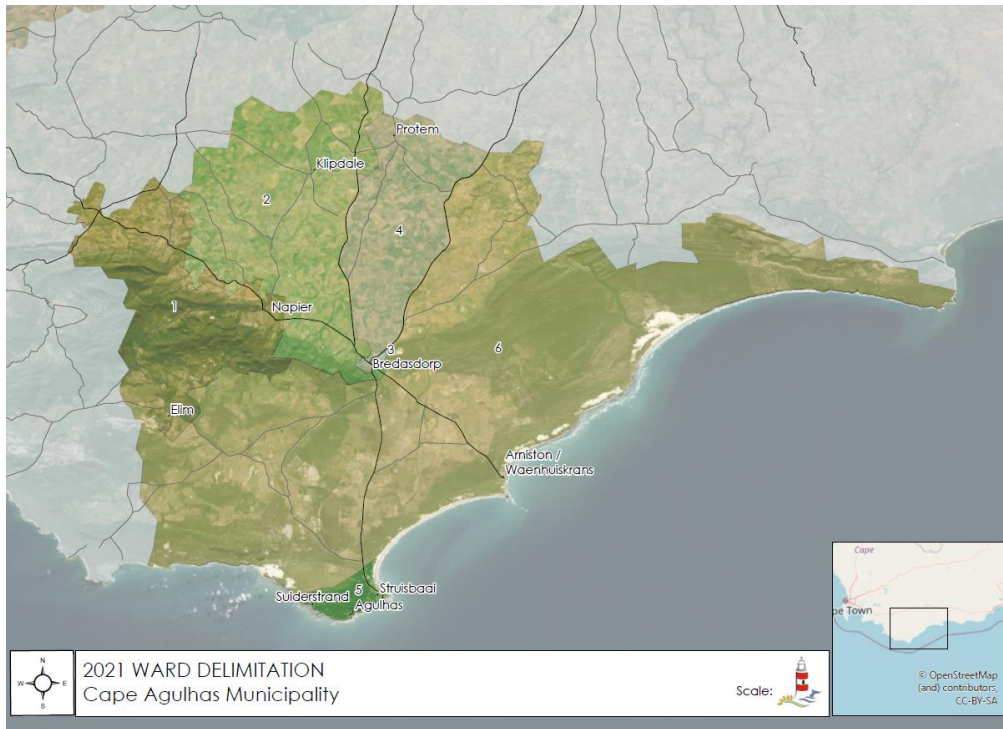 Protem
Klipdale
2
4
1
Napier
3
Bredasdorp
6
Elim
Arniston /
Waenhuiskrans
5
Struisbaai
Suiderstrand
Agulhas
Cape
pe Town
© OpenStreetMap
(and) contributors,
CC-BY-SA
N
W
E
S
2021 WARD DELIMITATION
Cape Agulhas Municipality
Scale: